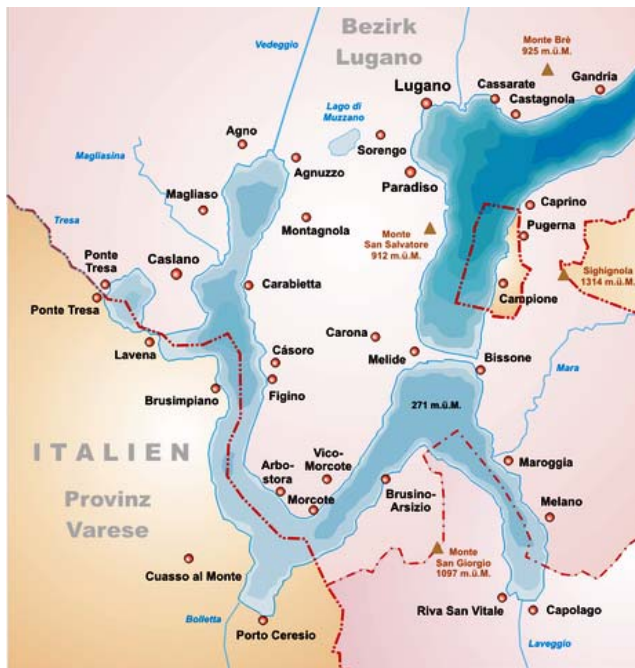 Bezirk
Lugano
Vedeggio
Monte Brè
925 m.ü.M.
Gandria
Cassarate
Castagnola
Lugano
Lago di
Muzzano
Agno
Sorengo
Magliasina
Agnuzzo
Paradiso
Magliaso
Caprino
Tresa
Montagnola
Pugerna
Monte
San Salvatore
912 m.ü.M.
Ponte
Tresa
Caslano
Sighignola
1314 m.ü.M.
Carabietta
Campione
Ponte Tresa
Carona
Lavena
Cásoro
Melide
Bissone
Mara
Brusimpiano
Figino
271 m.ü.M.
ITALIEN
Provinz
Varese
Vico-
Morcote
Arbo-
stora
Maroggia
Morcote
Brusino-
Arsizio
Melano
Cuasso al Monte
Monte
San Giorgio
1097 m.ü.M.
Riva San Vitale
Capolago
Bolletta
Porto Ceresio
Laveggio